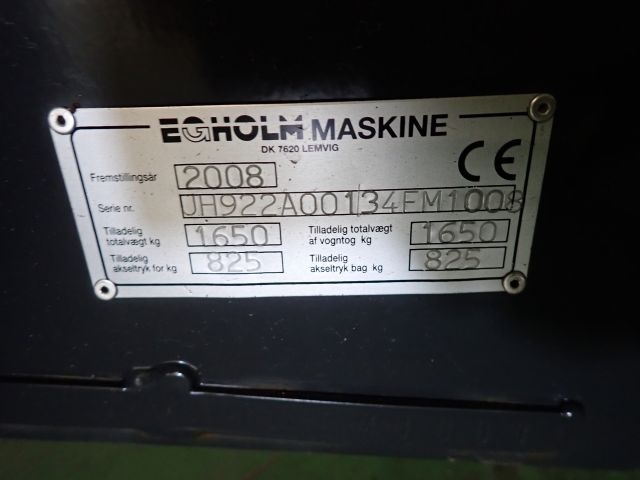 EGHOLM MASKINE
DK 7620 LEMVIG
CE
Fremstillingsår 2008
Serie nr. UH922A00134FM1008
Tilladelig totalvægt kg 1650 Tilladelig totalvægt af vogntog kg 1650
Tilladelig akseltryk for kg 825 Tilladelig akseltryk bag kg 825